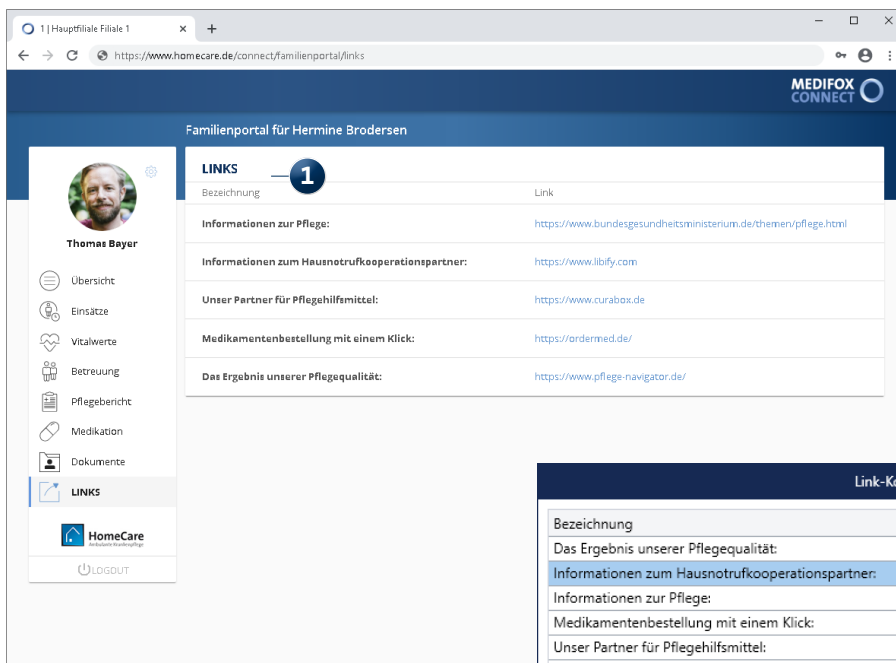 1 | Hauptfiliale Filiale 1
https://www.homecare.de/connect/familienportal/links
MEDIFOX
CONNECT
Familienportal für Hermine Brodersen
LINKS
1
Bezeichnung Link
Thomas Bayer
Informationen zur Pflege: https://www.bundesgesundheitsministerium.de/themen/pflege.html
Informationen zum Hausnotrufkooperationspartner: https://www.libify.com
Unser Partner für Pflegehilfsmittel: https://www.curabox.de
Medikamentenbestellung mit einem Klick: https://ordermed.de/
Das Ergebnis unserer Pflegequalität: https://www.pflege-navigator.de/
Übersicht
Einsätze
Vitalwerte
Betreuung
Pflegebericht
Medikation
Dokumente
LINKS
HomeCare
Ambulante Krankenpflege
LOGOUT
Link-Ko
Bezeichnung
Das Ergebnis unserer Pflegequalität:
Informationen zum Hausnotrufkooperationspartner:
Informationen zur Pflege:
Medikamentenbestellung mit einem Klick:
Unser Partner für Pflegehilfsmittel: